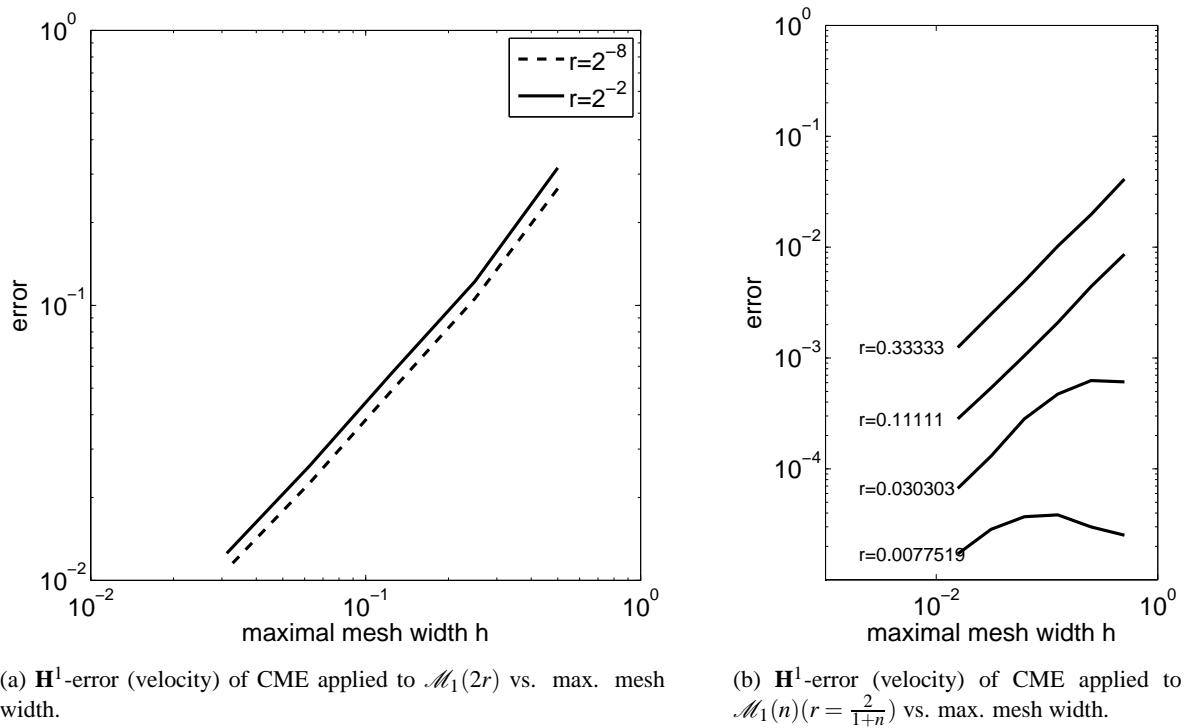 10^0
10^-1
10^-2
error
10^-2
10^-1
10^0
maximal mesh width h
r=2^-8
r=2^-2
(a) H^1-error (velocity) of CME applied to ℳ_1(2r) vs. max. mesh
width.
10^0
10^-1
10^-2
10^-3
10^-4
error
r=0.33333
r=0.11111
r=0.030303
r=0.0077519
10^-2
10^0
maximal mesh width h
(b) H^1-error (velocity) of CME applied to
ℳ_1(n)(r = 2/(1+n)) vs. max. mesh width.